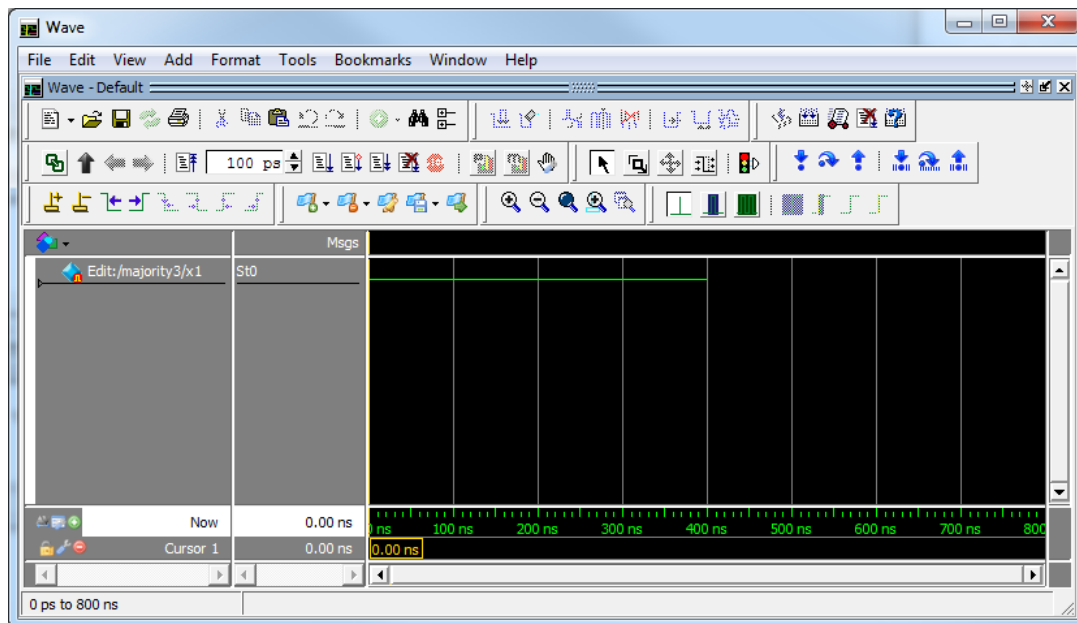 Wave
File Edit View Add Format Tools Bookmarks Window Help
Wave - Default
100 ps
Msgs
Edit:/majority3/x1 St0
Now 0.00 ns
ns 100 ns 200 ns 300 ns 400 ns 500 ns 600 ns 700 ns 800
Cursor 1 0.00 ns 0.00 ns
0 ps to 800 ns